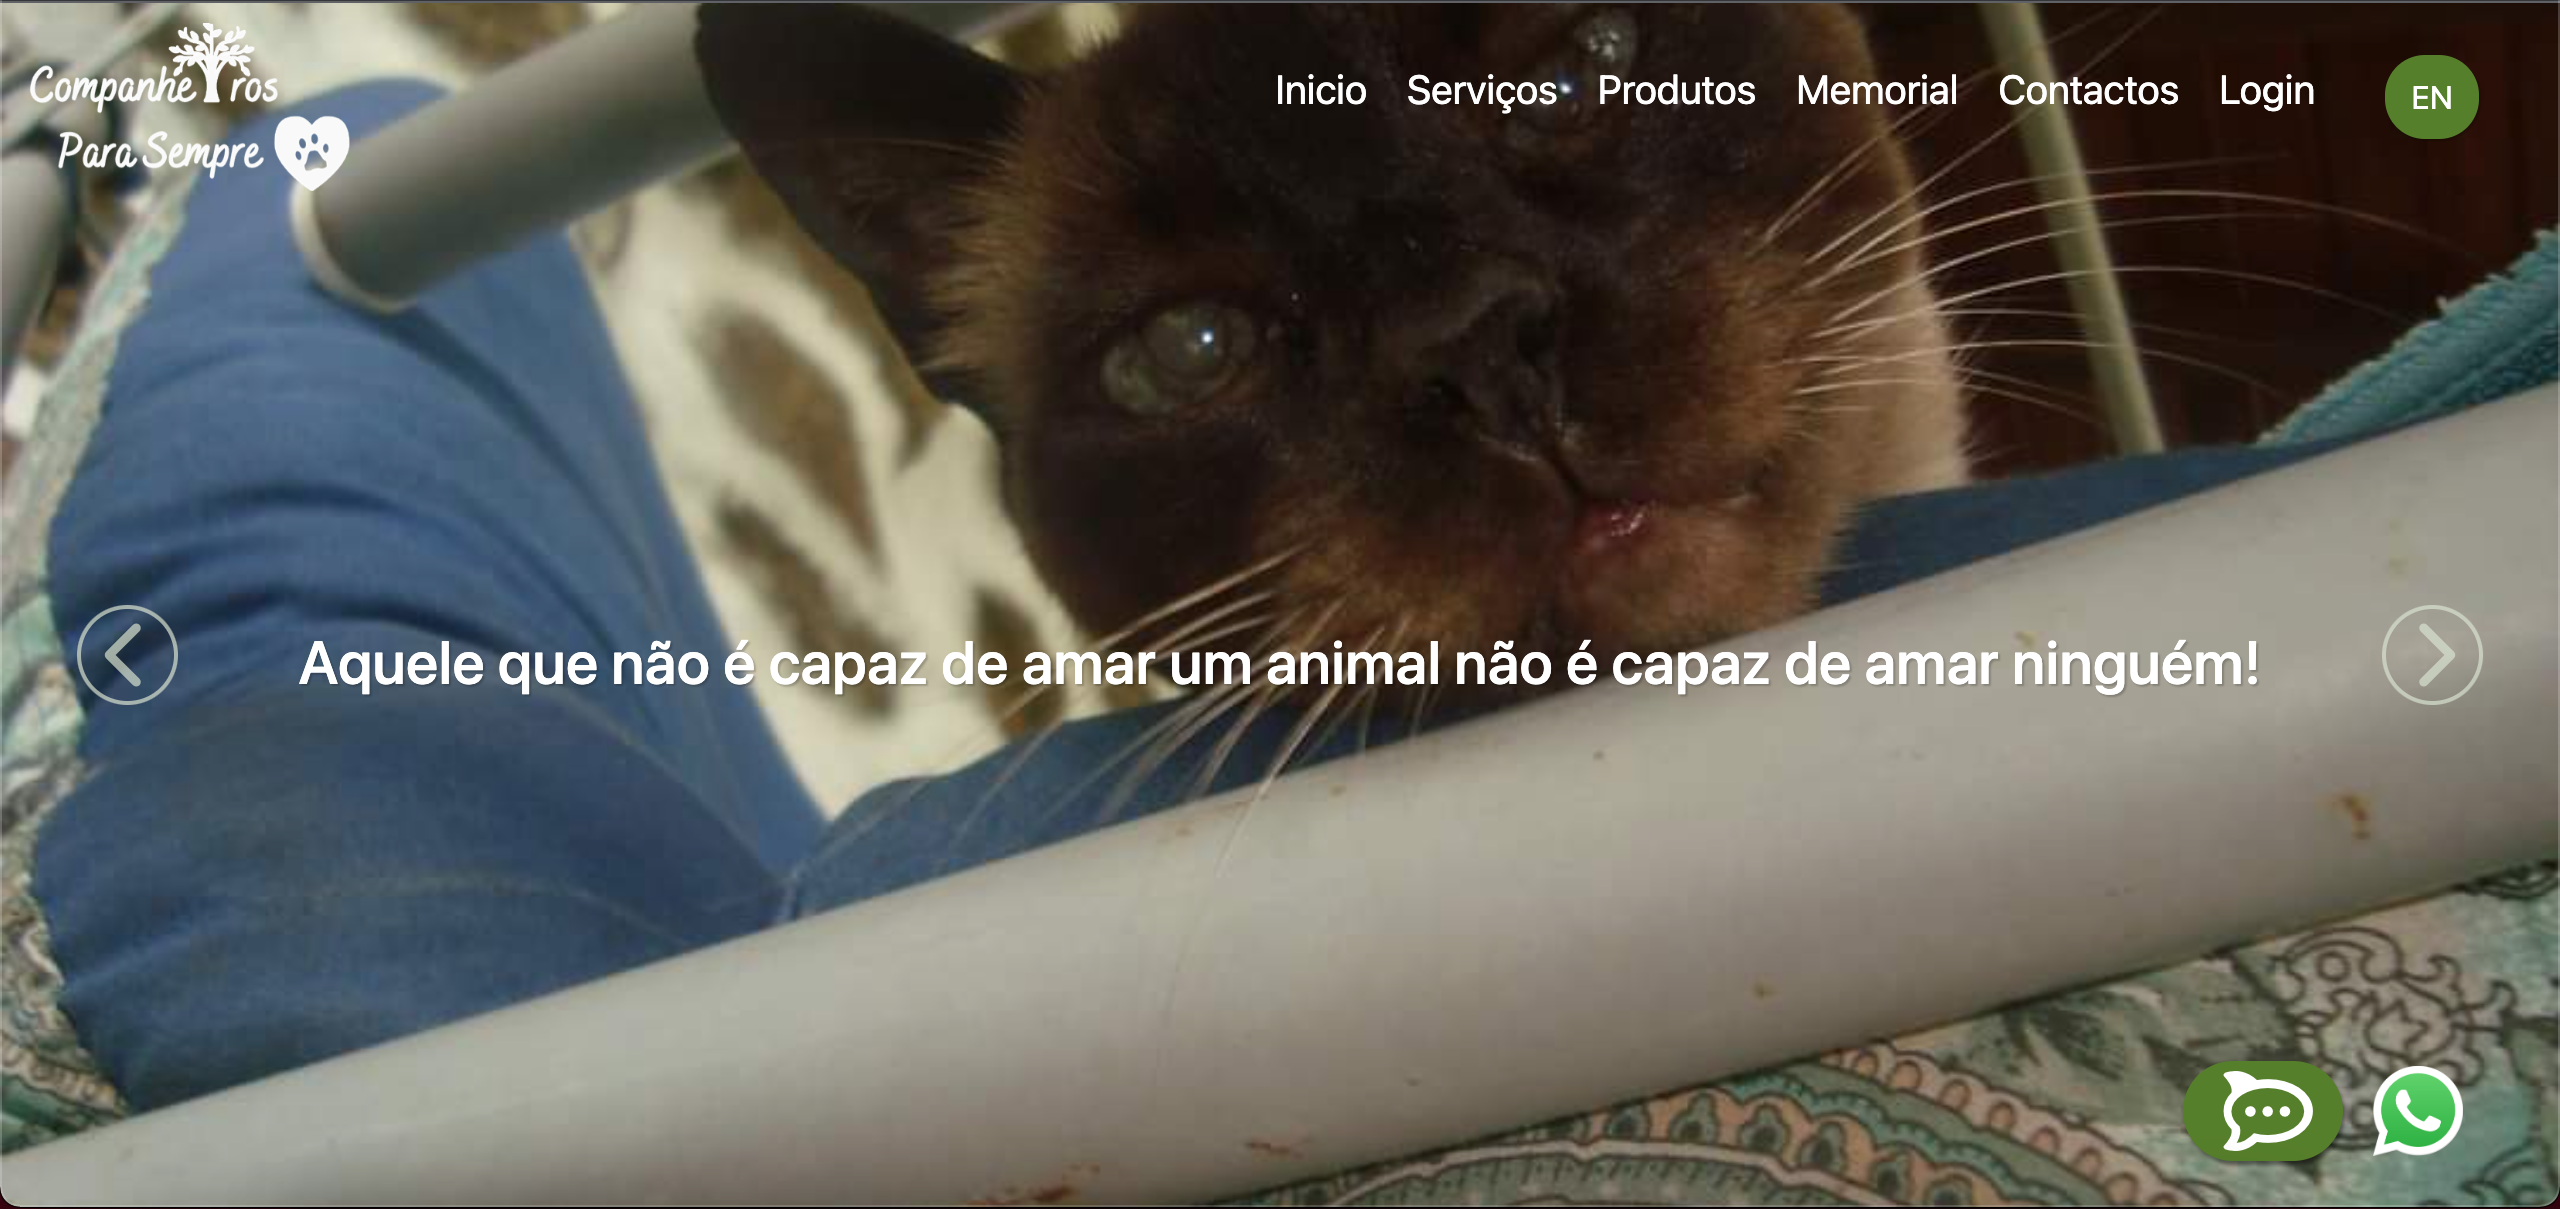 Companheiros
Para Sempre
Inicio Serviços Produtos Memorial Contactos Login EN
Aquele que não é capaz de amar um animal não é capaz de amar ninguém!